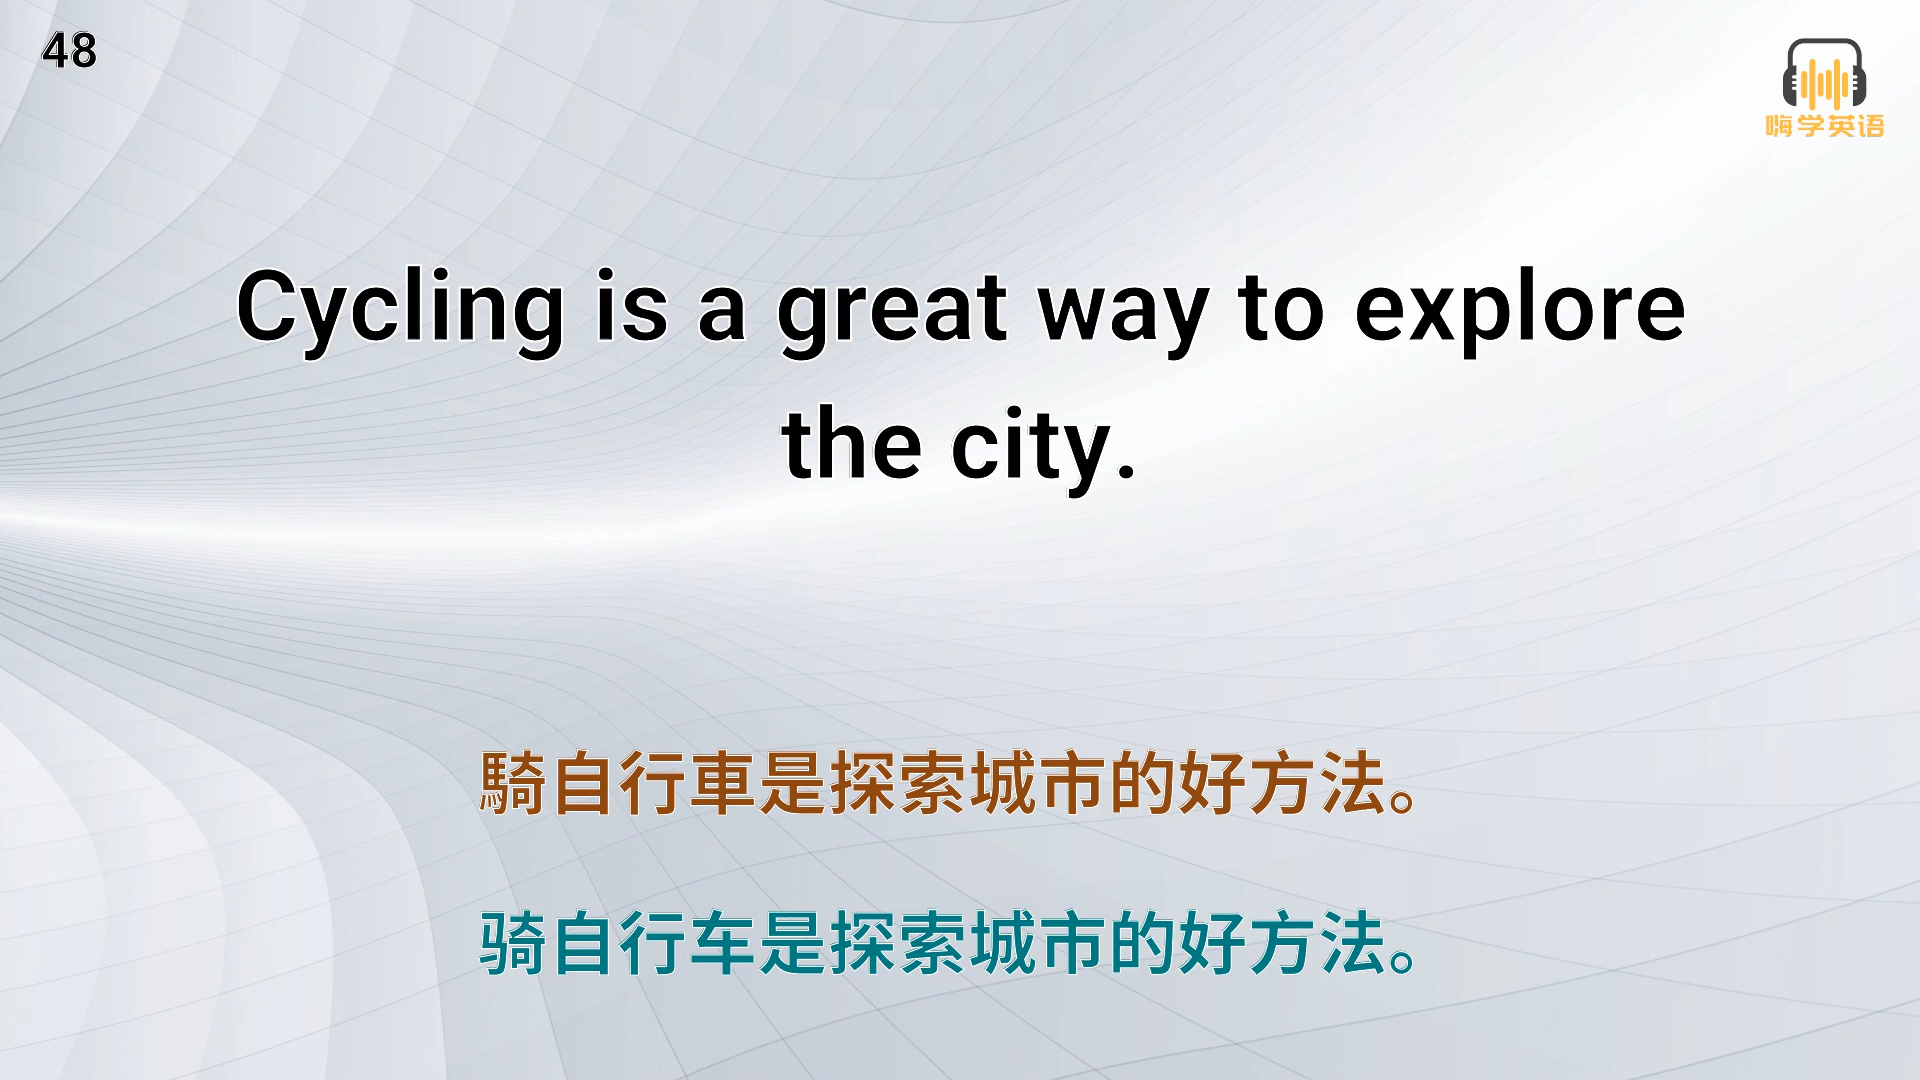 48
嗨学英语
Cycling is a great way to explore
the city.
騎自行車是探索城市的好方法。
骑自行车是探索城市的好方法。